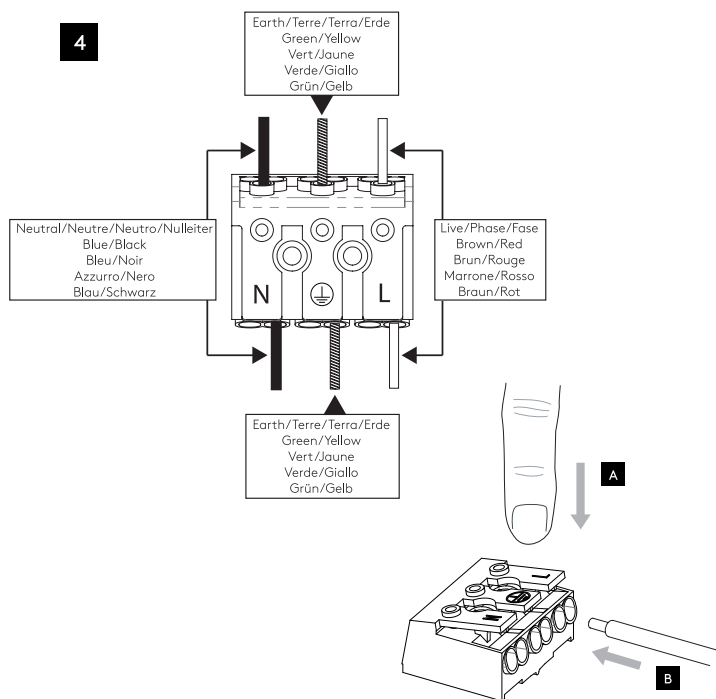 4
Earth/Terre/Terra/Erde
Green/Yellow
Vert/Jaune
Verde/Giallo
Grün/Gelb
Neutral/Neutre/Neutro/Nulleiter
Blue/Black
Bleu/Noir
Azzurro/Nero
Blau/Schwarz
Live/Phase/Fase
Brown/Red
Brun/Rouge
Marrone/Rosso
Braun/Rot
N
L
Earth/Terre/Terra/Erde
Green/Yellow
Vert/Jaune
Verde/Giallo
Grün/Gelb
A
L
N
B